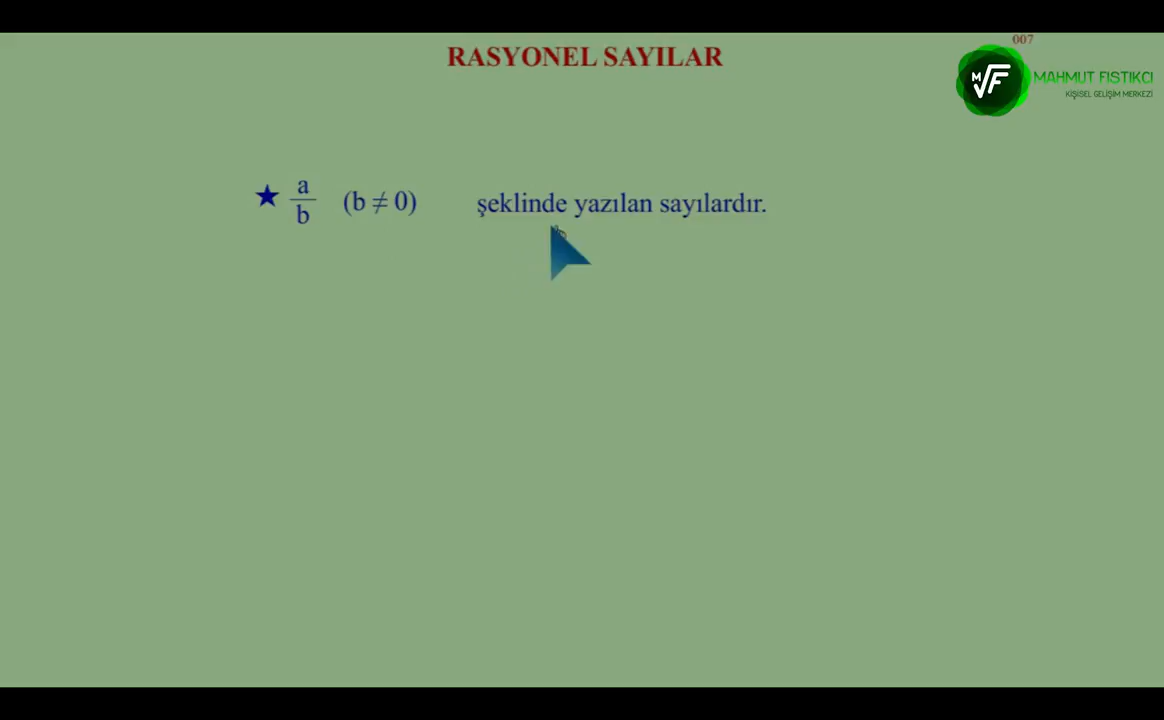 007
RASYONEL SAYILAR
M√F
MAHMUT FISTIKCI
KİŞİSEL GELİŞİM MERKEZİ
★ a/b (b ≠ 0) şeklinde yazılan sayılardır.